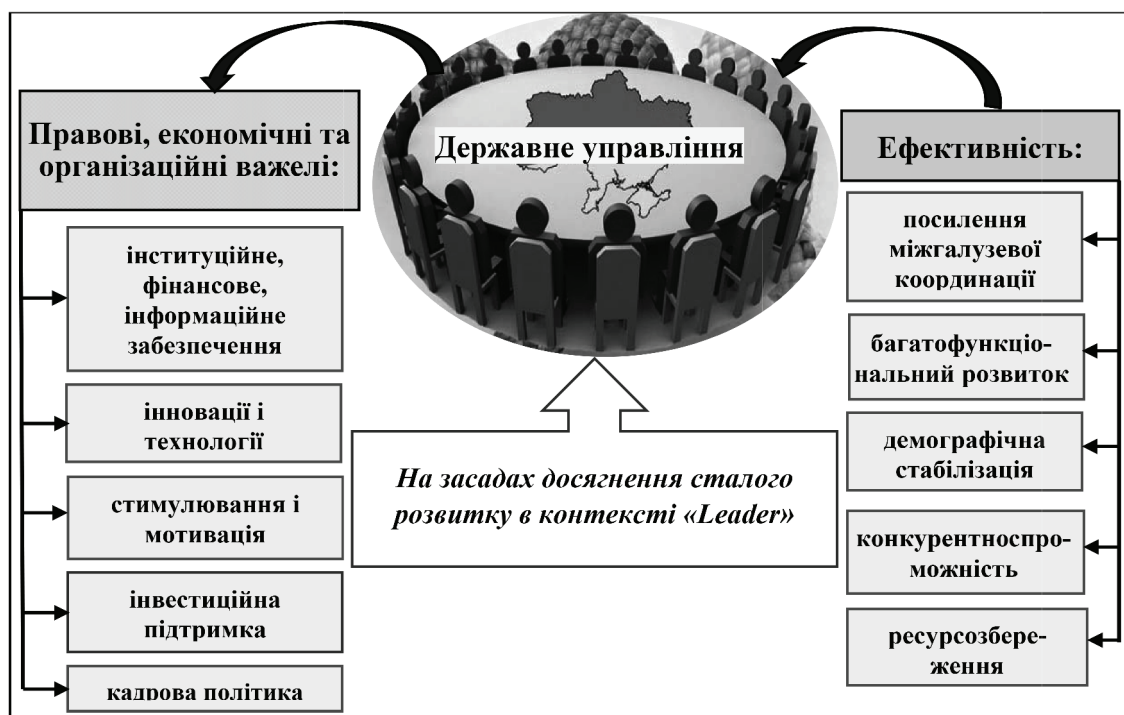 Правові, економічні та
організаційні важелі:
інституційне,
фінансове,
інформаційне
забезпечення
інновації і
технології
стимулювання і
мотивація
інвестиційна
підтримка
кадрова політика
Державне управління
На засадах досягнення сталого
розвитку в контексті «Leader»
Ефективність:
посилення
міжгалузевої
координації
багатофункціо-
нальний розвиток
демографічна
стабілізація
конкурентноспро-
можність
ресурсозбере-
ження